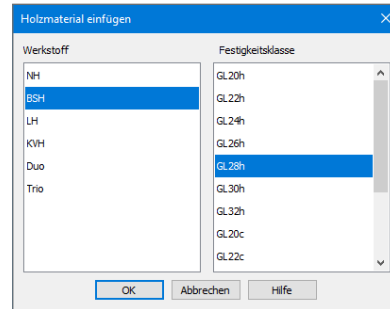 Holzmaterial einfügen
Werkstoff
NH
BSH
LH
KVH
Duo
Trio
Festigkeitsklasse
GL20h
GL22h
GL24h
GL26h
GL28h
GL30h
GL32h
GL20c
GL22c
OK
Abbrechen
Hilfe